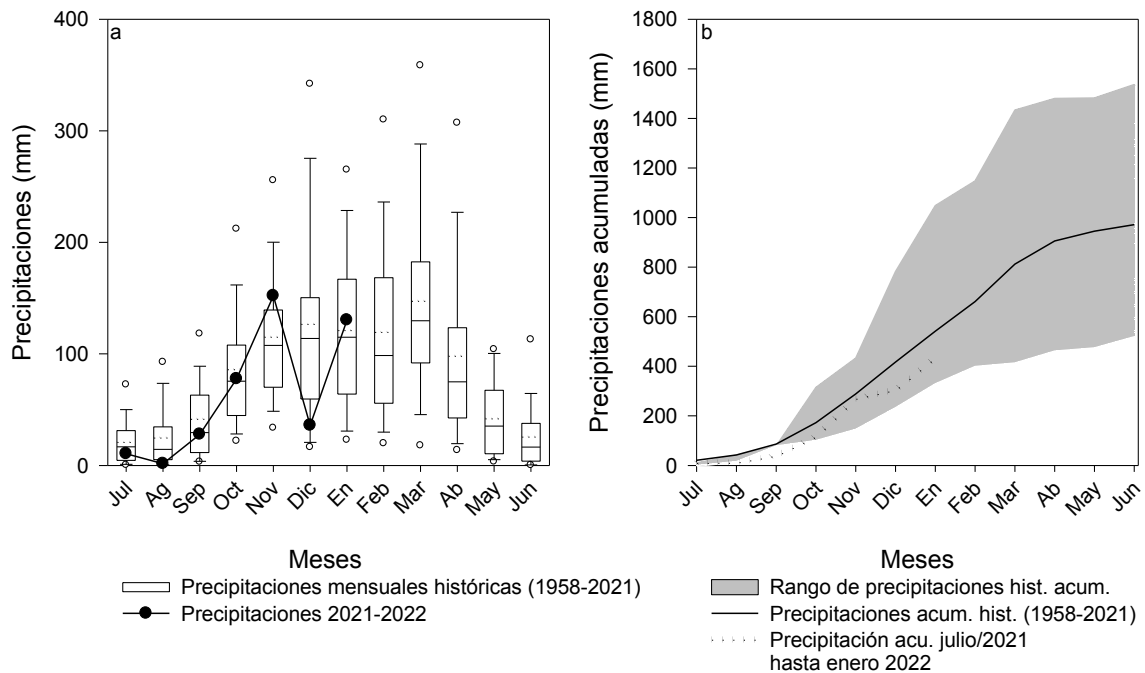 a
Precipitaciones (mm)
400
300
200
100
0
Jul
Ag
Sep
Oct
Nov
Dic
En
Feb
Mar
Ab
May
Jun
Meses
Precipitaciones mensuales históricas (1958-2021)
Precipitaciones 2021-2022
b
Precipitaciones acumuladas (mm)
1800
1600
1400
1200
1000
800
600
400
200
0
Jul
Ag
Sep
Oct
Nov
Dic
En
Feb
Mar
Ab
May
Jun
Meses
Rango de precipitaciones hist. acum.
Precipitaciones acum. hist. (1958-2021)
Precipitación acu. julio/2021
hasta enero 2022